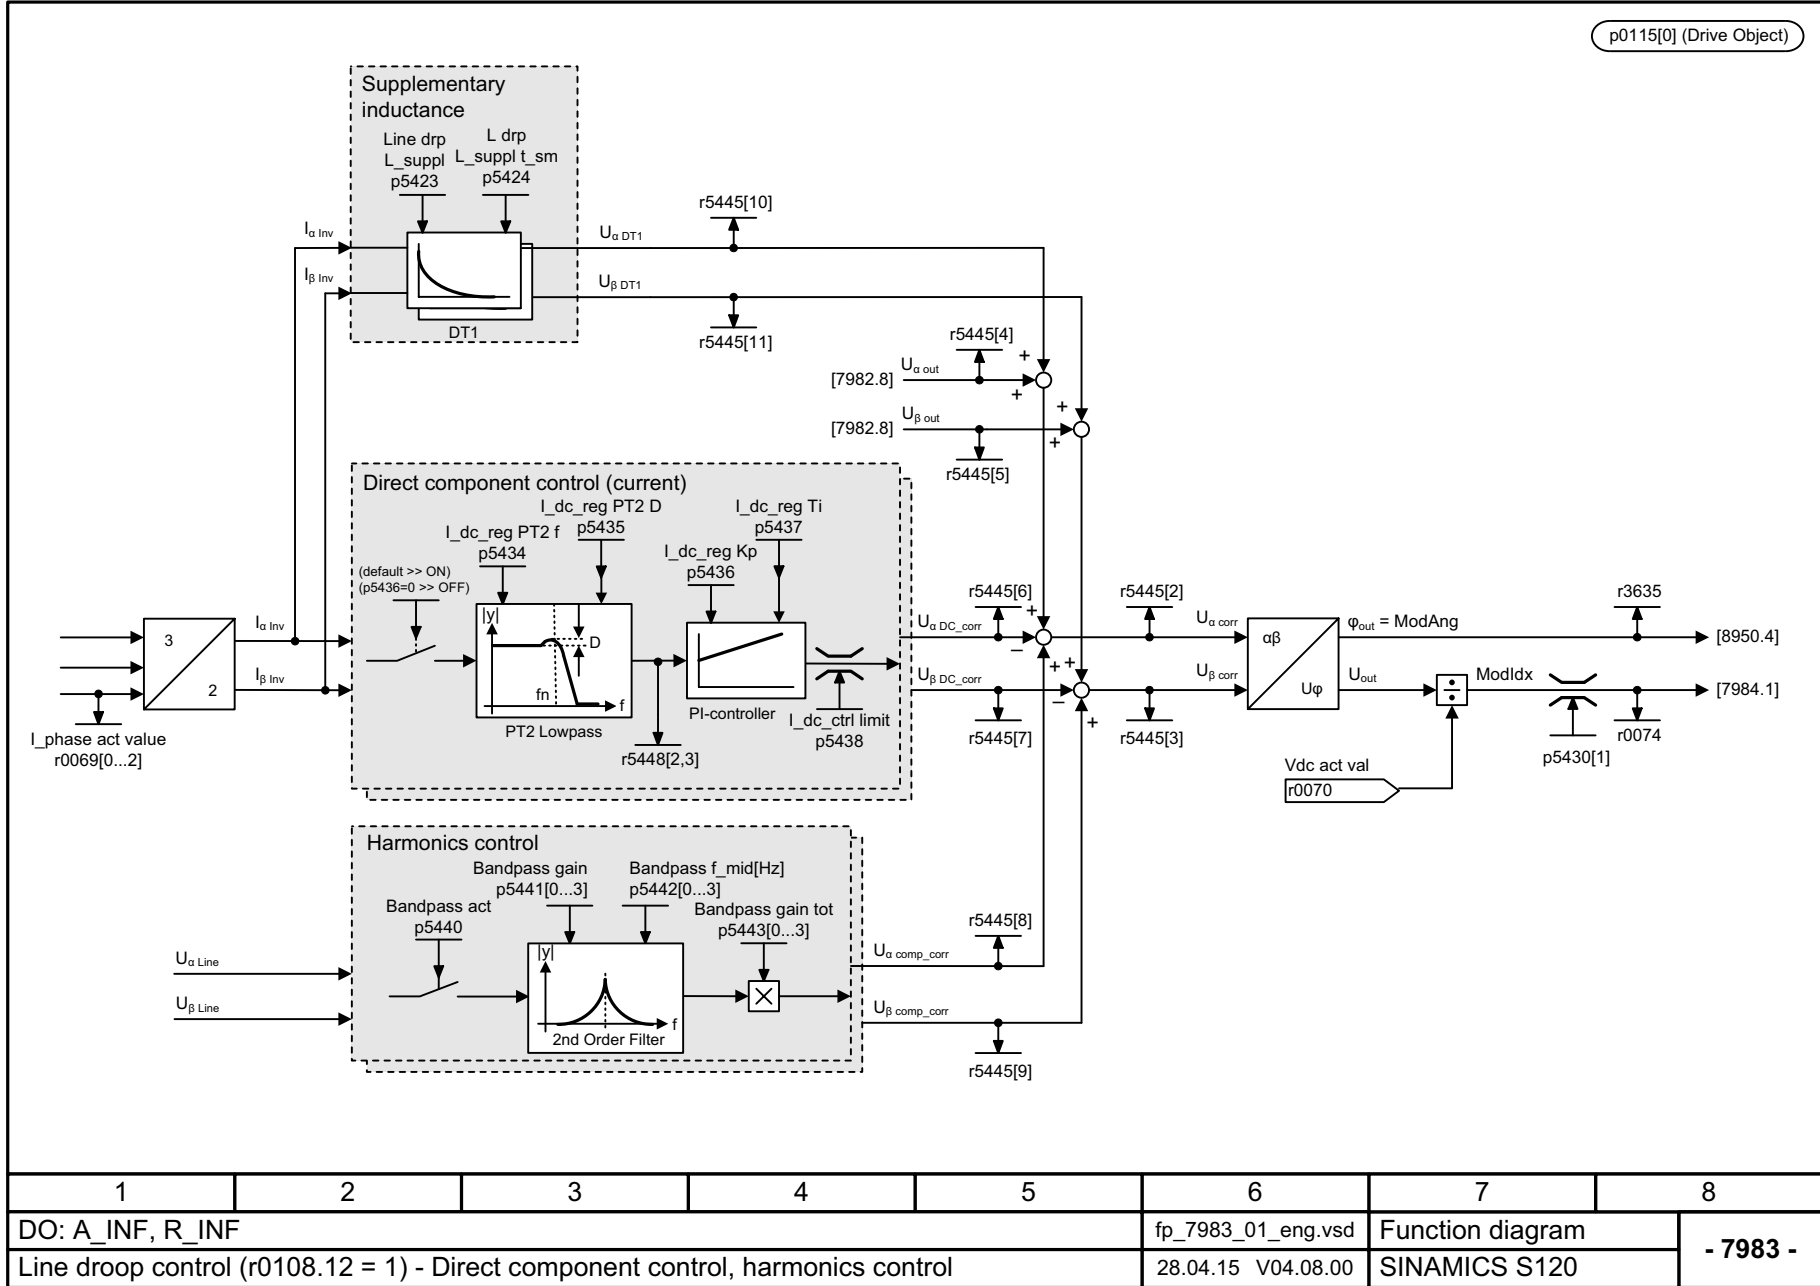 p0115[0] (Drive Object)
Supplementary
inductance
Line drp
L_suppl
p5423
L drp
L_suppl t_sm
p5424
Iα Inv
Iβ Inv
DT1
Uα DT1
Uβ DT1
r5445[10]
r5445[11]
r5445[4]
[7982.8]
Uα out
+
+
[7982.8]
Uβ out
+
+
r5445[5]
Direct component control (current)
I_dc_reg PT2 f
p5434
I_dc_reg PT2 D
p5435
I_dc_reg Kp
p5436
I_dc_reg Ti
p5437
(default >> ON)
(p5436=0 >> OFF)
|y|
D
fn
f
PT2 Lowpass
r5448[2,3]
PI-controller
I_dc_ctrl limit
p5438
3
2
Iα Inv
Iβ Inv
I_phase act value
r0069[0...2]
Uα DC_corr
Uβ DC_corr
r5445[6]
r5445[7]
+
−
+
+
−
+
r5445[2]
r5445[3]
Uα corr
Uβ corr
αβ
Uφ
φout = ModAng
Uout
÷
ModIdx
r3635
[8950.4]
[7984.1]
r0074
p5430[1]
Vdc act val
r0070
Harmonics control
Bandpass act
p5440
Bandpass gain
p5441[0...3]
Bandpass f_mid[Hz]
p5442[0...3]
Bandpass gain tot
p5443[0...3]
|y|
f
2nd Order Filter
Uα Line
Uβ Line
Uα comp_corr
Uβ comp_corr
r5445[8]
r5445[9]
1 2 3 4 5 6 7 8
DO: A_INF, R_INF
fp_7983_01_eng.vsd
Function diagram
- 7983 -
Line droop control (r0108.12 = 1) - Direct component control, harmonics control
28.04.15 V04.08.00
SINAMICS S120